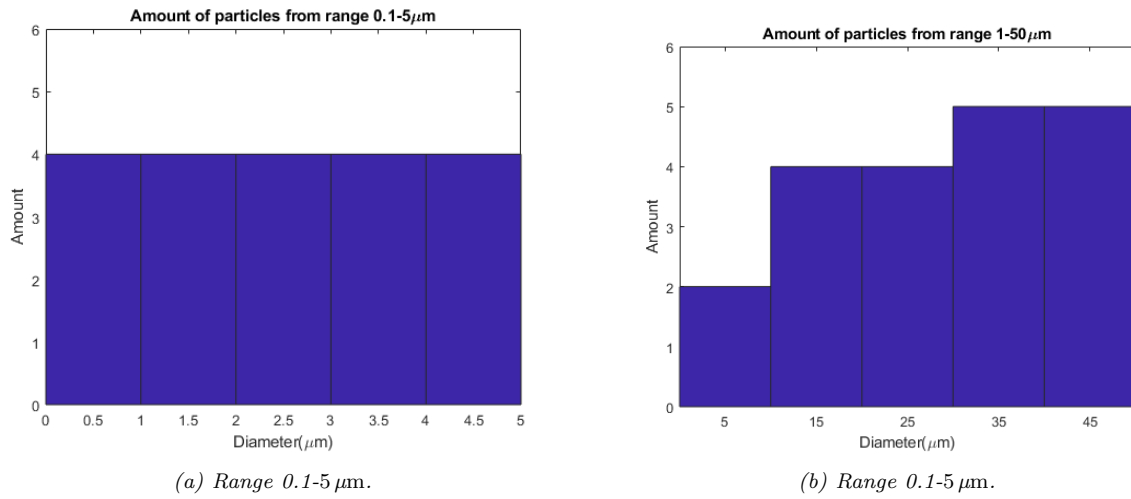 Amount of particles from range 0.1-5μm
6
5
4
3
2
1
0
Amount
0 0.5 1 1.5 2 2.5 3 3.5 4 4.5 5
Diameter(μm)
(a) Range 0.1-5 μm.
Amount of particles from range 1-50μm
6
5
4
3
2
1
0
Amount
5 15 25 35 45
Diameter(μm)
(b) Range 0.1-5 μm.